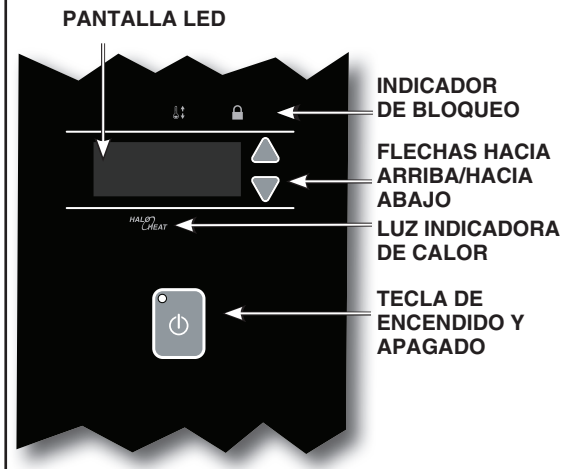 PANTALLA LED
INDICADOR
DE BLOQUEO
FLECHAS HACIA
ARRIBA/HACIA
ABAJO
HALO
HEAT
LUZ INDICADORA
DE CALOR
TECLA DE
ENCENDIDO Y
APAGADO